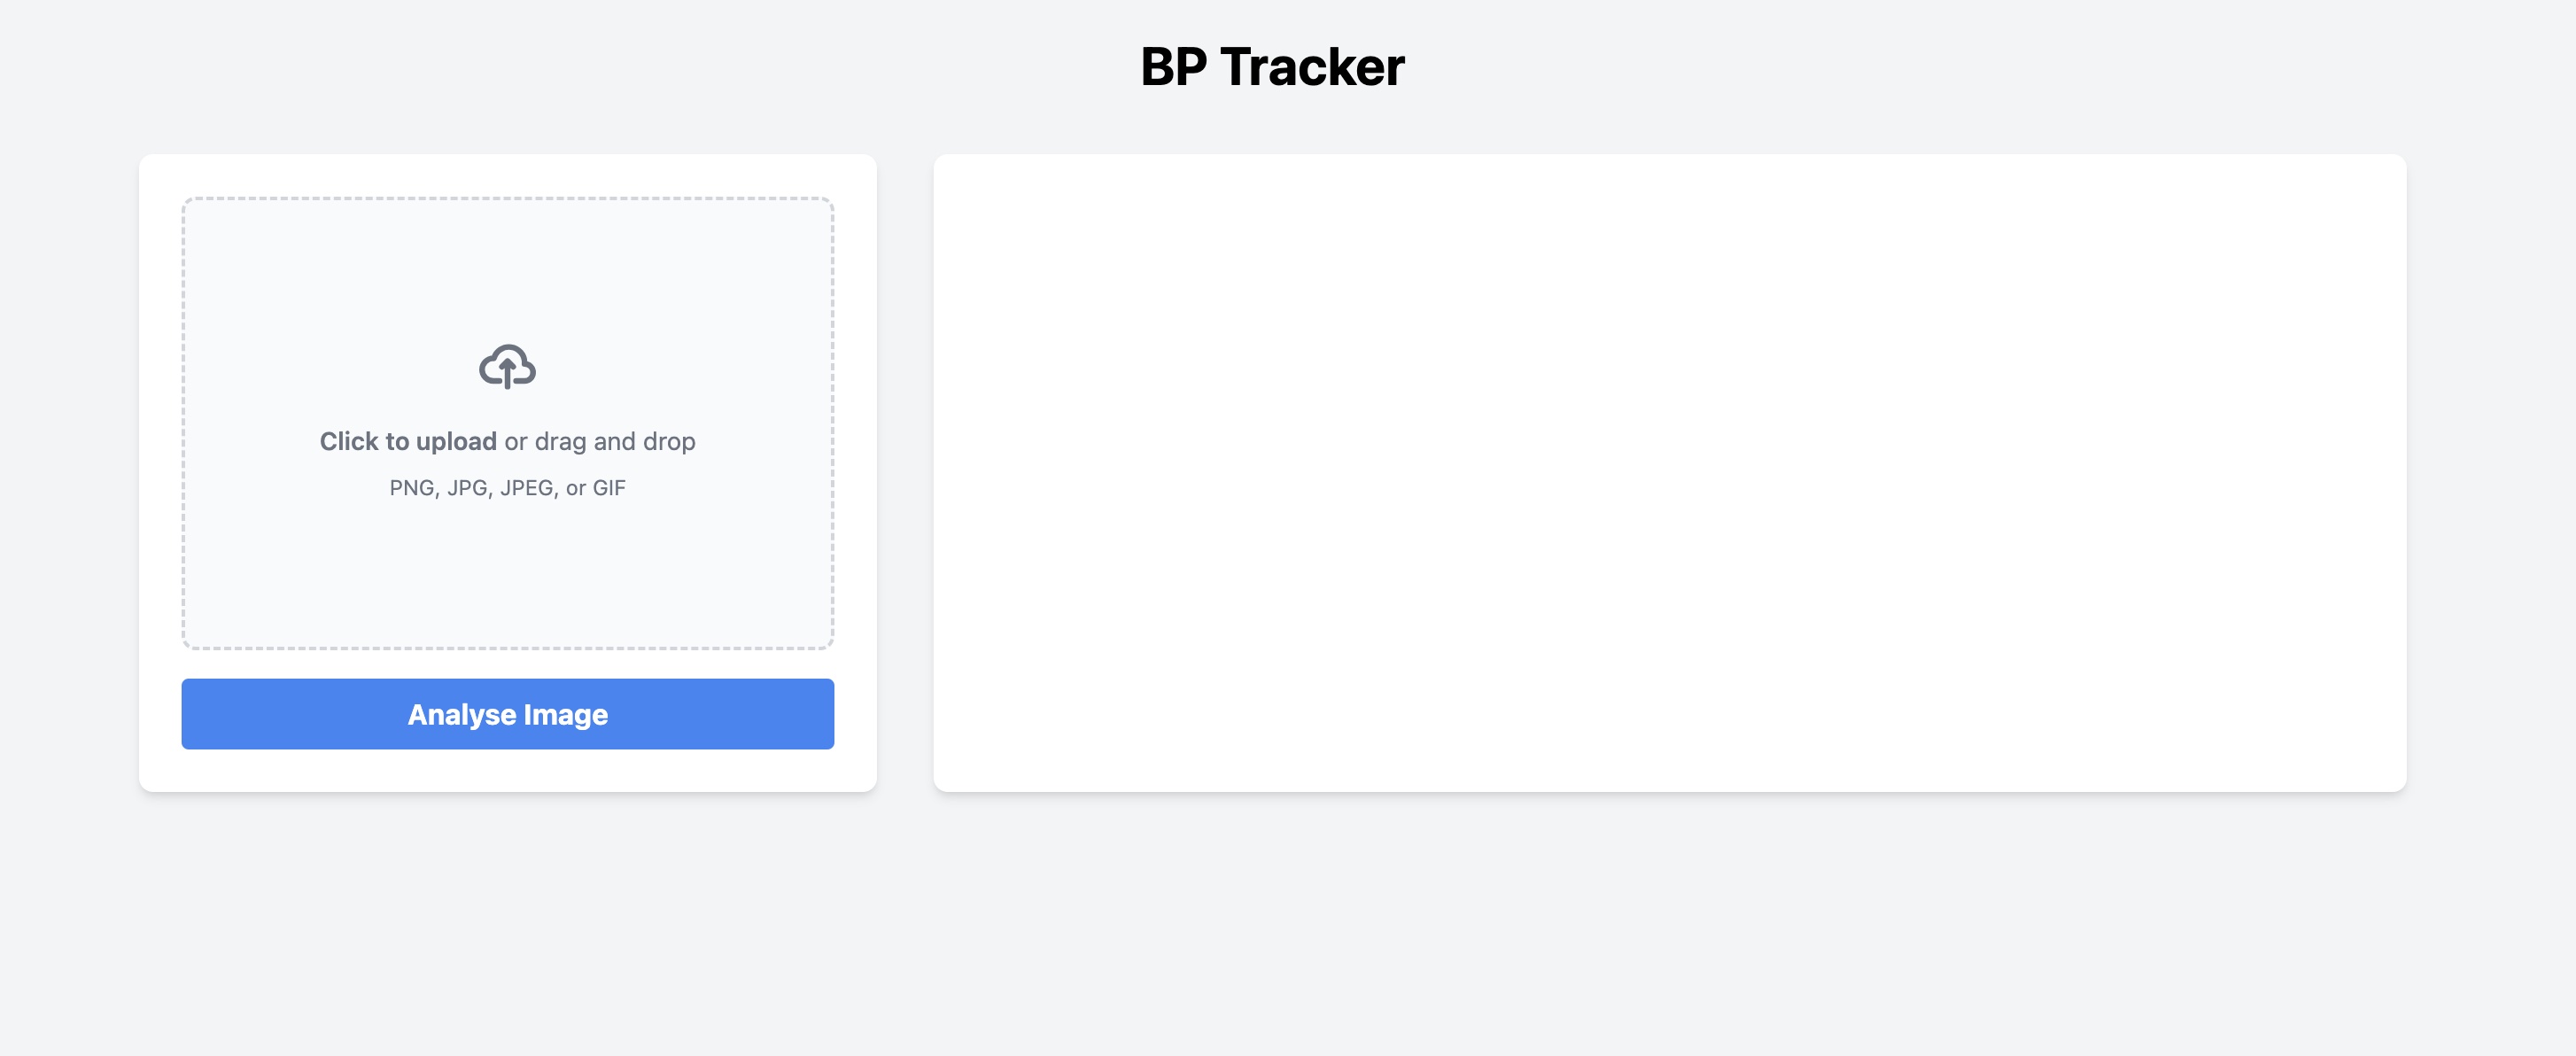 BP Tracker
Click to upload or drag and drop
PNG, JPG, JPEG, or GIF
Analyse Image